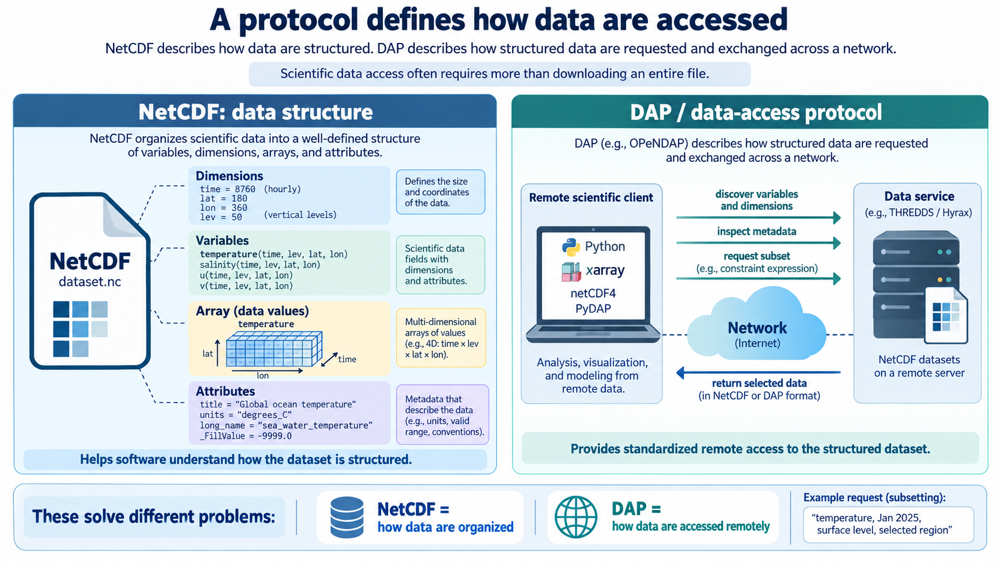 A protocol defines how data are accessed
NetCDF describes how data are structured. DAP describes how structured data are requested and exchanged across a network.
Scientific data access often requires more than downloading an entire file.
NetCDF: data structure
NetCDF organizes scientific data into a well-defined structure
of variables, dimensions, arrays, and attributes.
NetCDF
dataset.nc
Dimensions
time = 8760 (hourly)
lat = 180
lon = 360
lev = 50 (vertical levels)
Defines the size
and coordinates
of the data.
Variables
temperature(time, lev, lat, lon)
salinity(time, lev, lat, lon)
u(time, lev, lat, lon)
v(time, lev, lat, lon)
Scientific data
fields with
dimensions
and attributes.
Array (data values)
temperature
lat
time
lon
Multi-dimensional
arrays of values
(e.g., 4D: time × lev
× lat × lon).
Attributes
title = "Global ocean temperature"
units = "degrees_C"
long_name = "sea_water_temperature"
_FillValue = -9999.0
Metadata that
describe the data
(e.g., units, valid
range, conventions).
Helps software understand how the dataset is structured.
DAP / data-access protocol
DAP (e.g., OPeNDAP) describes how structured data are requested
and exchanged across a network.
Remote scientific client
Python
xarray
netCDF4
PyDAP
Analysis, visualization,
and modeling from
remote data.
discover variables
and dimensions
inspect metadata
request subset
(e.g., constraint expression)
Network
(Internet)
return selected data
(in NetCDF or DAP format)
Data service
(e.g., THREDDS / Hyrax)
NetCDF datasets
on a remote server
Provides standardized remote access to the structured dataset.
These solve different problems:
NetCDF =
how data are organized
DAP =
how data are accessed remotely
Example request (subsetting):
"temperature, Jan 2025,
surface level, selected region"